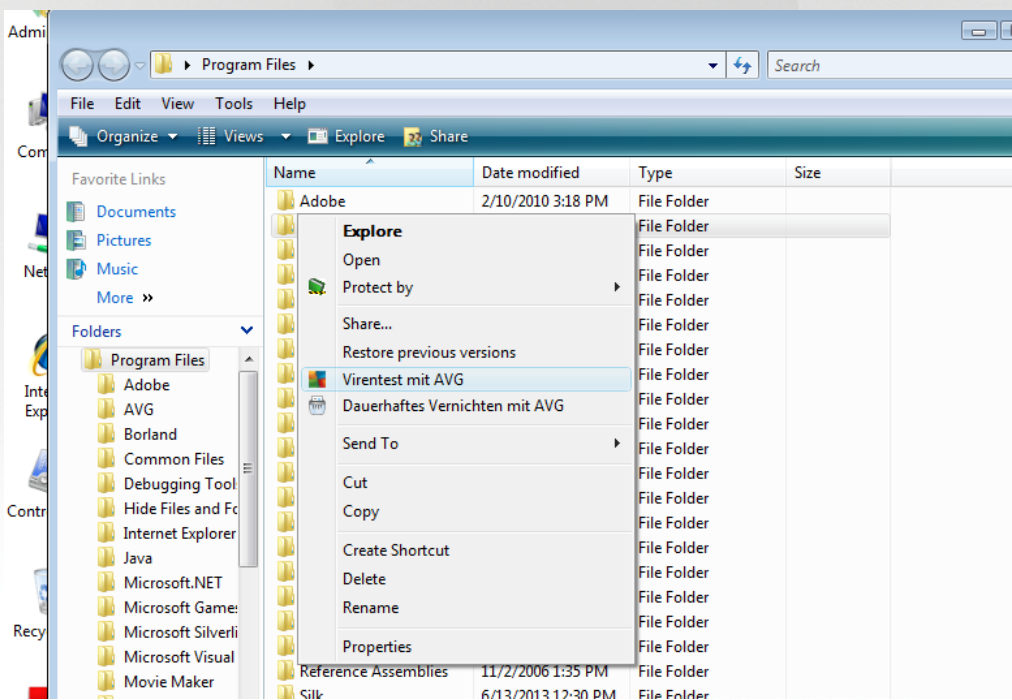 Admi
Program Files
Search
File Edit View Tools Help
Organize Views Explore Share
Com
Favorite Links
Name Date modified Type Size
Documents
Adobe 2/10/2010 3:18 PM File Folder
Pictures
Explore File Folder
Music
Open File Folder
Net
Protect by File Folder
More »
File Folder
Folders
Share... File Folder
Program Files
Restore previous versions File Folder
Adobe
Virentest mit AVG File Folder
Inte
Exp
AVG
Dauerhaftes Vernichten mit AVG File Folder
Borland
File Folder
Common Files
Send To File Folder
Debugging Tool
File Folder
Contr
Hide Files and Fo
Cut File Folder
Internet Explorer
Copy File Folder
Java
Create Shortcut File Folder
Microsoft.NET
Delete File Folder
Microsoft Games
Rename File Folder
Recy
Microsoft Silverli
File Folder
Microsoft Visual
Properties File Folder
Movie Maker
Reference Assemblies 11/2/2006 1:35 PM File Folder
Silk 6/13/2013 12:30 PM File Folder